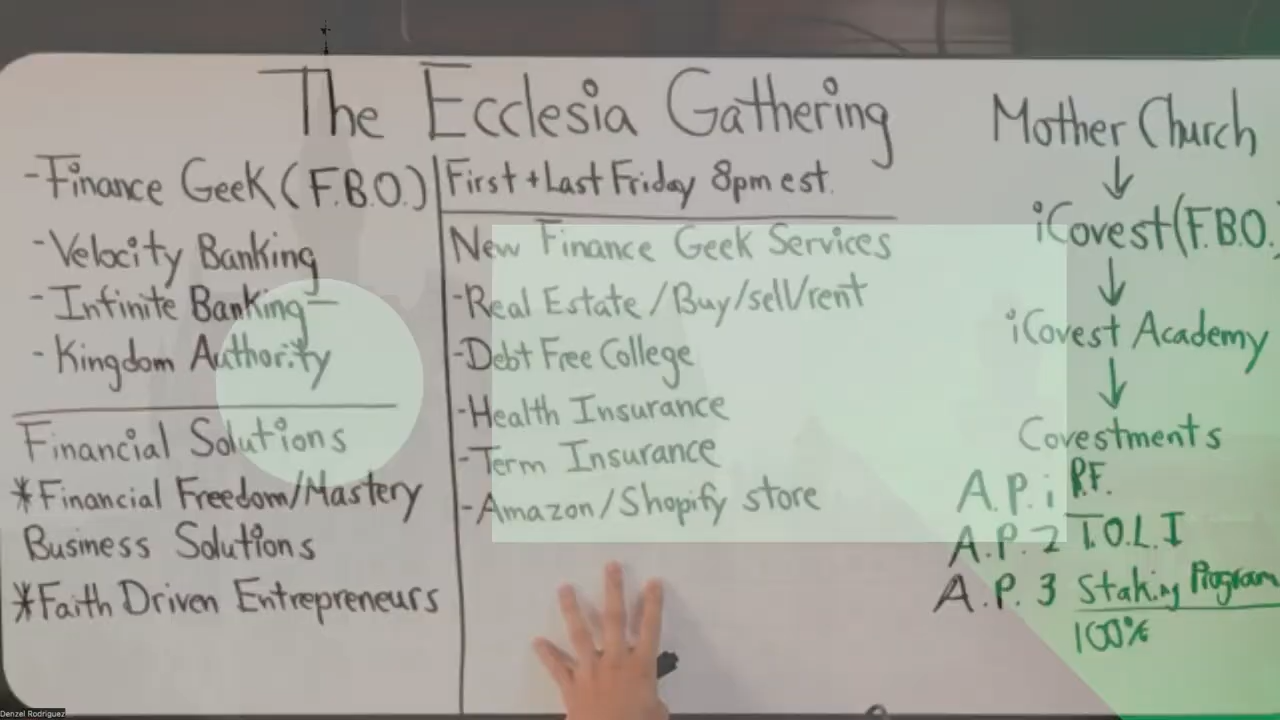 The Ecclesia Gathering
- Finance Geek (F.B.O.)
- Velocity Banking
- Infinite Banking
- Kingdom Authority
Financial Solutions
*Financial Freedom/Mastery
Business Solutions
*Faith Driven Entrepreneurs
First + Last Friday 8pm est.
New Finance Geek Services
- Real Estate / Buy/sell/rent
- Debt Free College
- Health Insurance
- Term Insurance
- Amazon/Shopify store
Mother Church
↓
iCovest (F.B.O.
↓
iCovest Academy
↓
Covestments
A.P. i P.F.
A.P. 2 T.O.L.I
A.P. 3 Staking Program
100%
Denzel Rodriguez